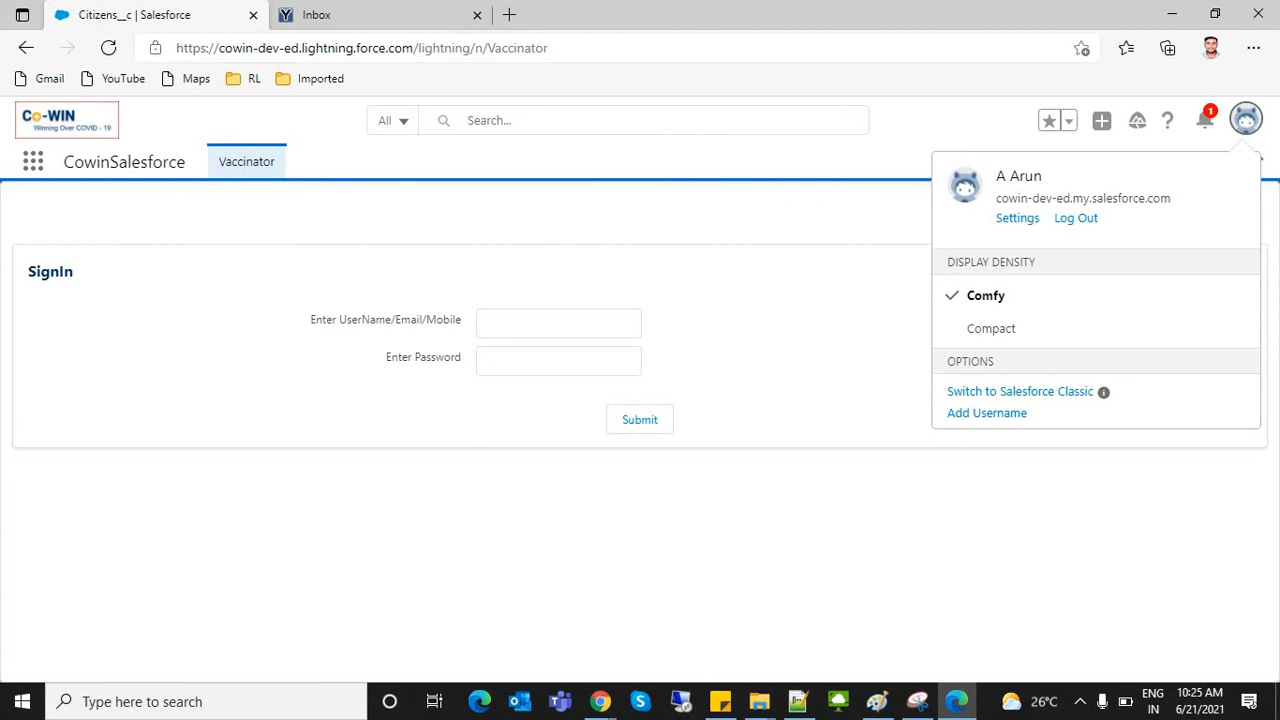 Citizens__c | Salesforce
Inbox
https://cowin-dev-ed.lightning.force.com/lightning/n/Vaccinator
Gmail
YouTube
Maps
RL
Imported
Co-WIN
Winning Over COVID - 19
All
Search...
1
CowinSalesforce
Vaccinator
A Arun
cowin-dev-ed.my.salesforce.com
Settings Log Out
DISPLAY DENSITY
Comfy
Compact
OPTIONS
Switch to Salesforce Classic
Add Username
SignIn
Enter UserName/Email/Mobile
Enter Password
Submit
Type here to search
26°C
ENG
IN
10:25 AM
6/21/2021